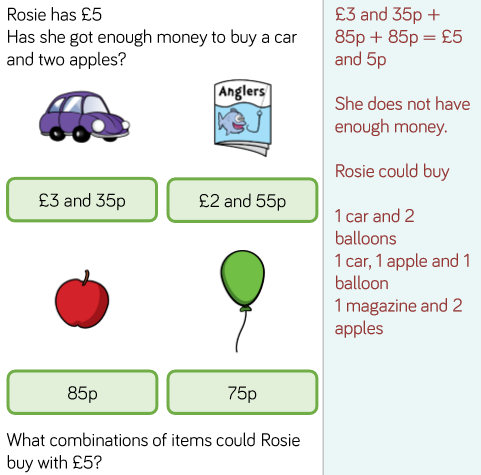 Rosie has £5
Has she got enough money to buy a car
and two apples?
Anglers
£3 and 35p
£2 and 55p
85p
75p
What combinations of items could Rosie
buy with £5?
£3 and 35p +
85p + 85p = £5
and 5p
She does not have
enough money.
Rosie could buy
1 car and 2
balloons
1 car, 1 apple and 1
balloon
1 magazine and 2
apples